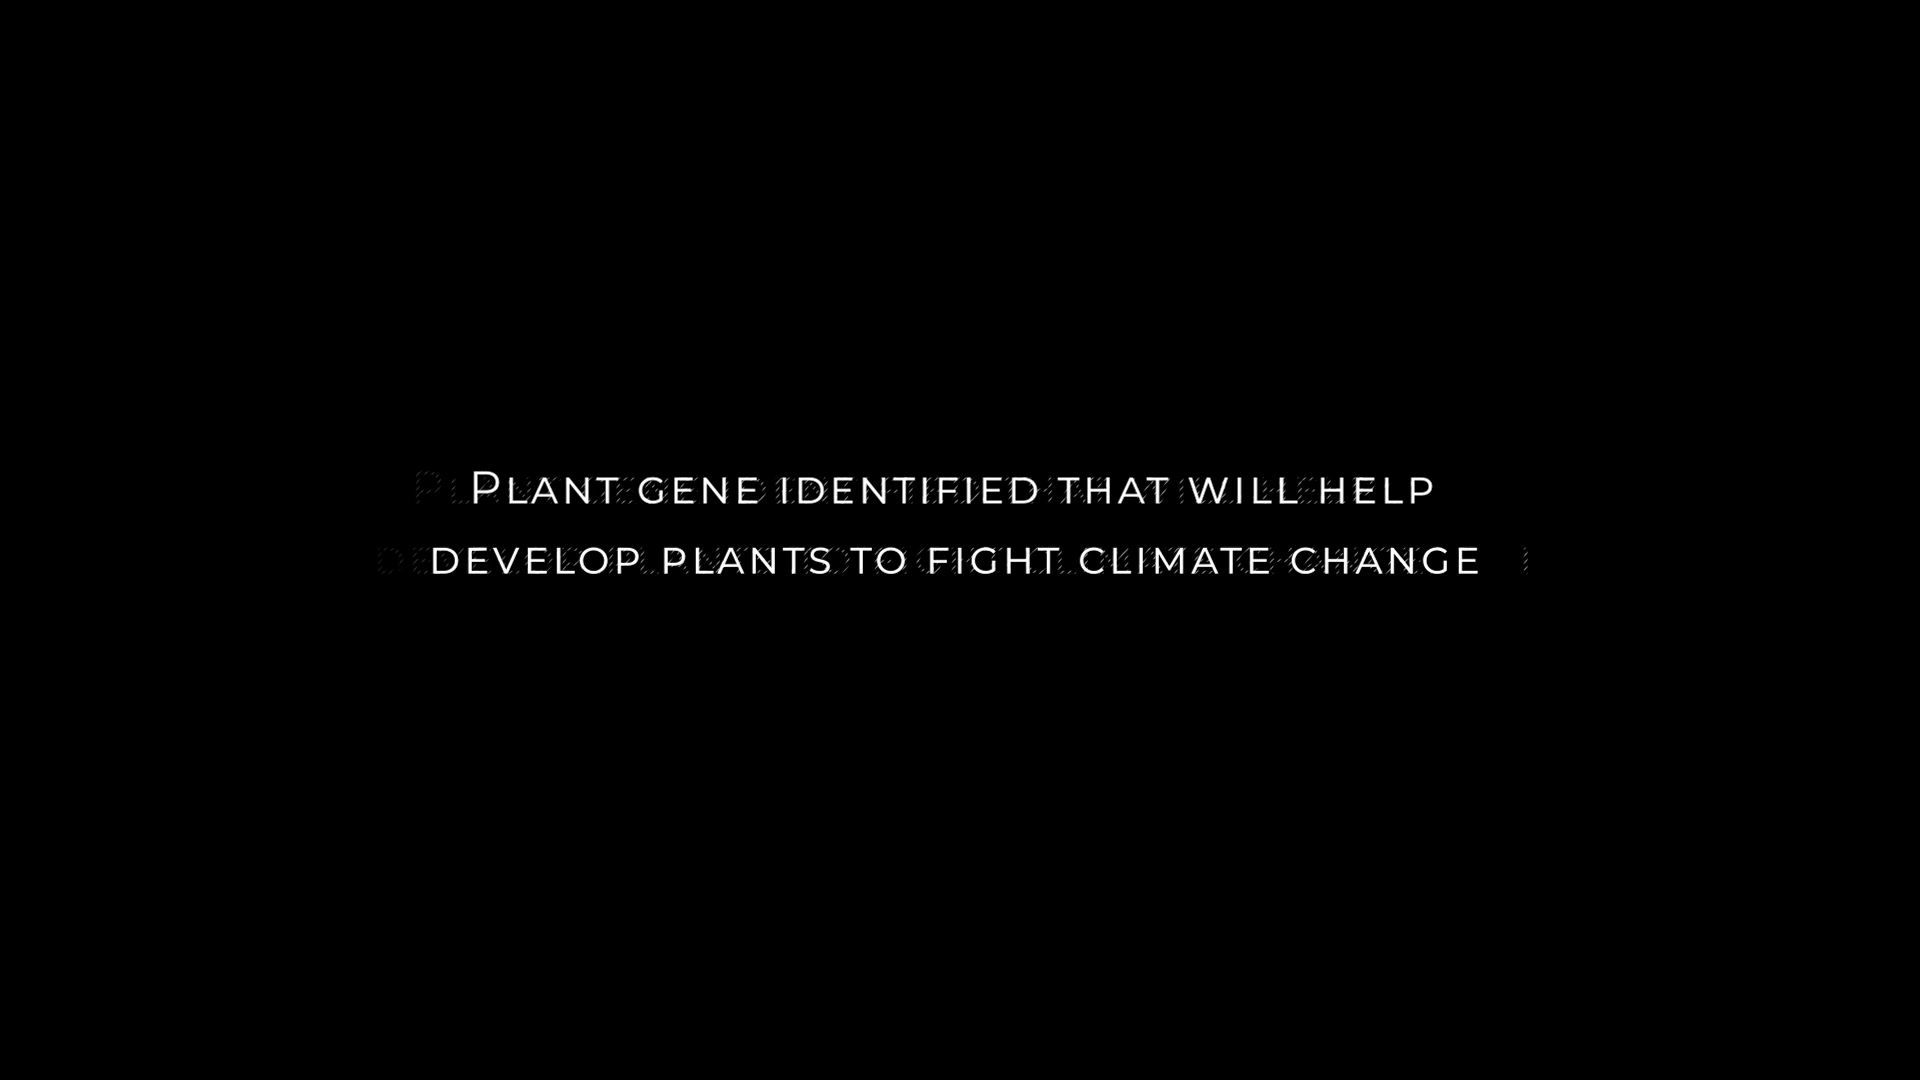 Plant gene identified that will help
develop plants to fight climate change